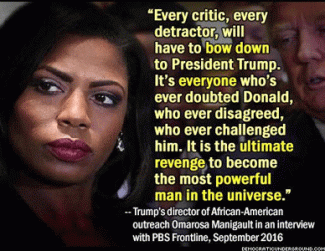 “Every critic, every
detractor, will
have to bow down
to President Trump.
It’s everyone who’s
ever doubted Donald,
who ever disagreed,
who ever challenged
him. It is the ultimate
revenge to become
the most powerful
man in the universe.”
-- Trump's director of African-American
outreach Omarosa Manigault in an interview
with PBS Frontline, September 2016
DEMOCRATICUNDERGROUND.COM